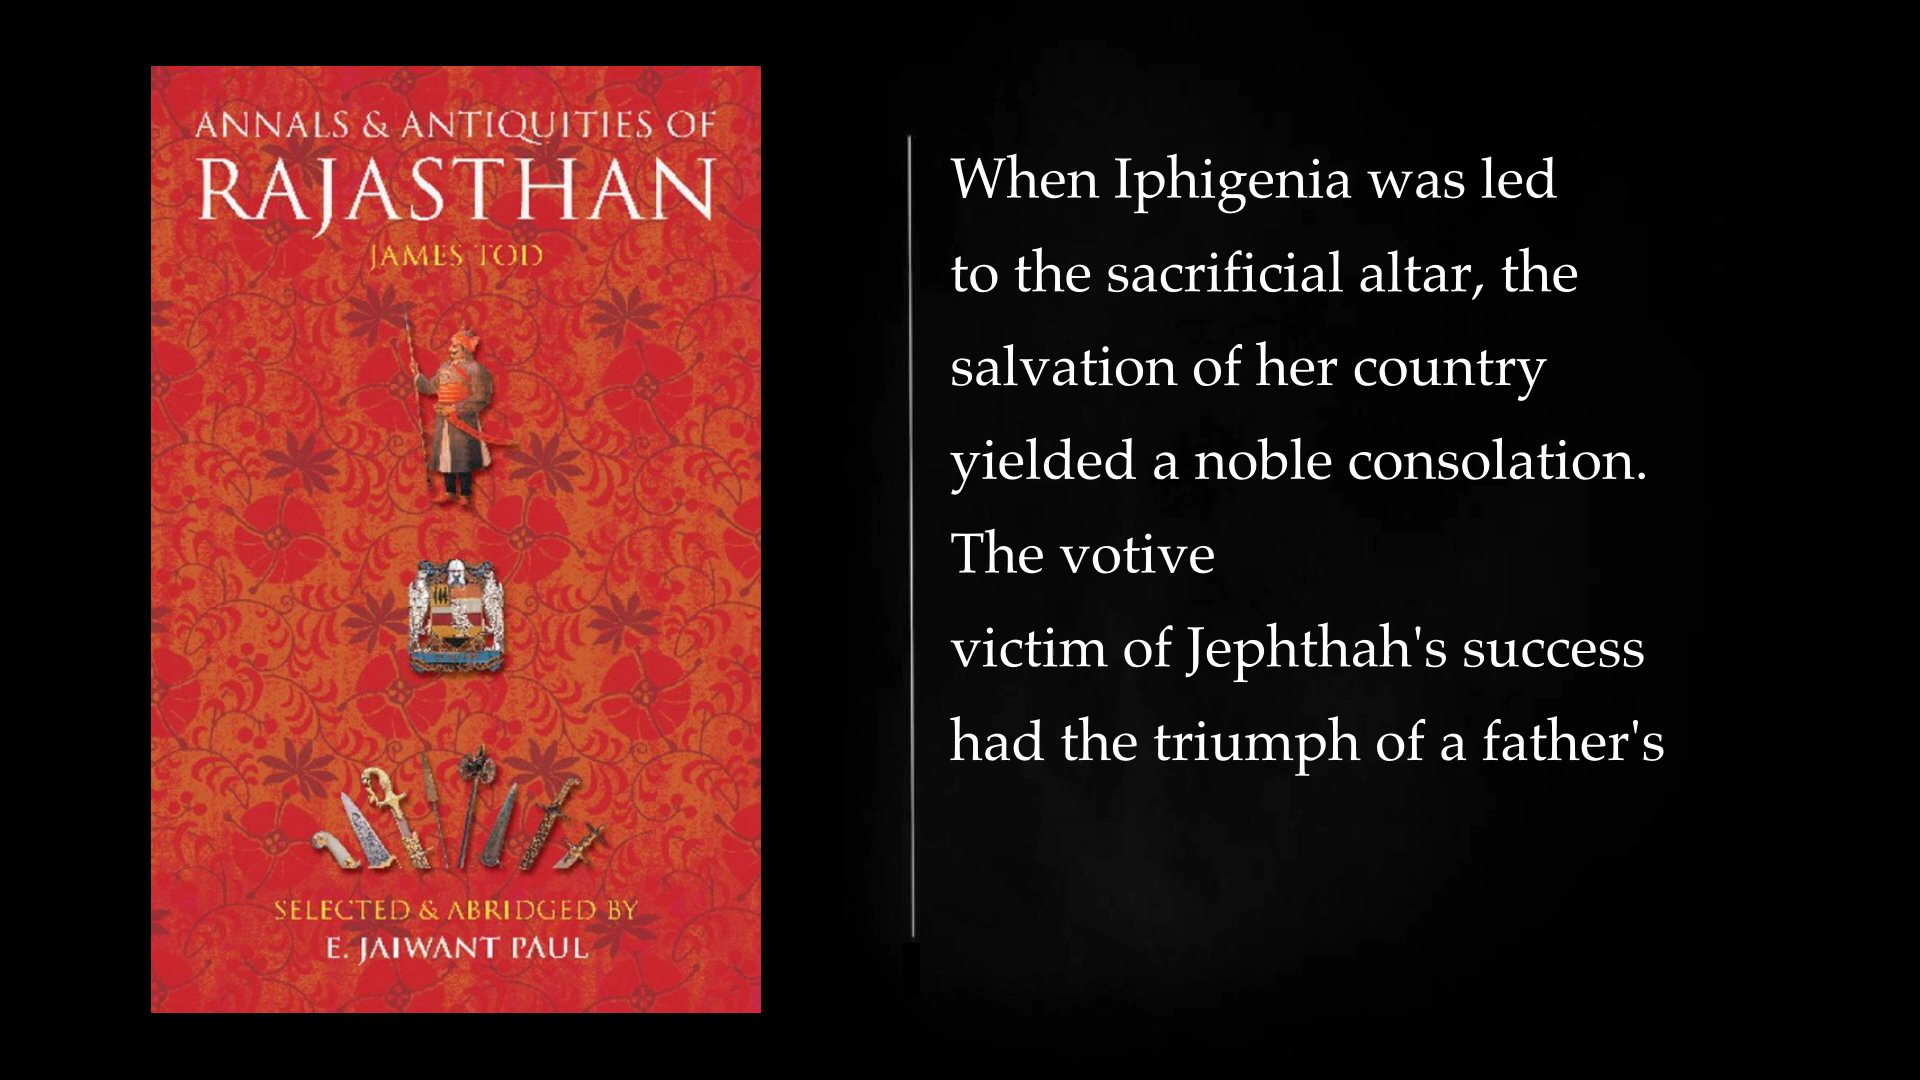 ANNALS & ANTIQUITIES OF
RAJASTHAN
JAMES TOD
SELECTED & ABRIDGED BY
E. JAIWANT PAUL
When Iphigenia was led
to the sacrificial altar, the
salvation of her country
yielded a noble consolation.
The votive
victim of Jephthah's success
had the triumph of a father's